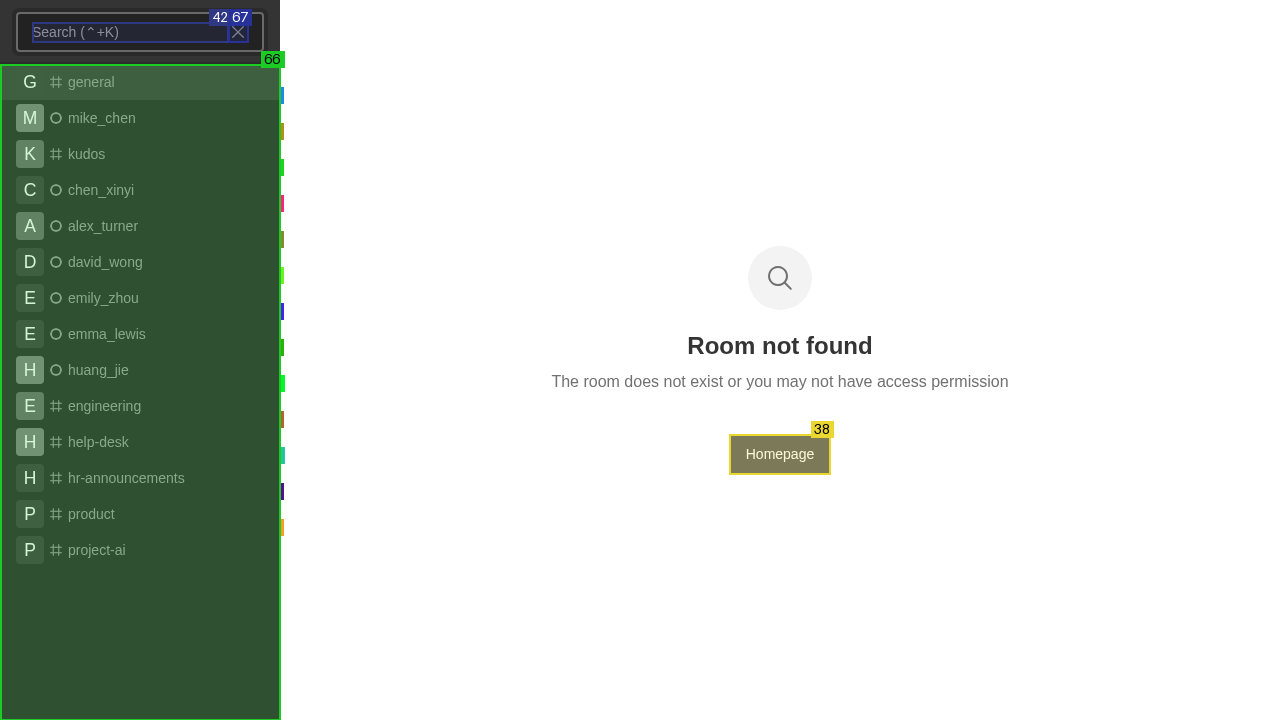 42 67
Search (⌃+K)
66
G general
M mike_chen
K kudos
C chen_xinyi
A alex_turner
D david_wong
E emily_zhou
E emma_lewis
H huang_jie
E engineering
H help-desk
H hr-announcements
P product
P project-ai
Room not found
The room does not exist or you may not have access permission
38
Homepage